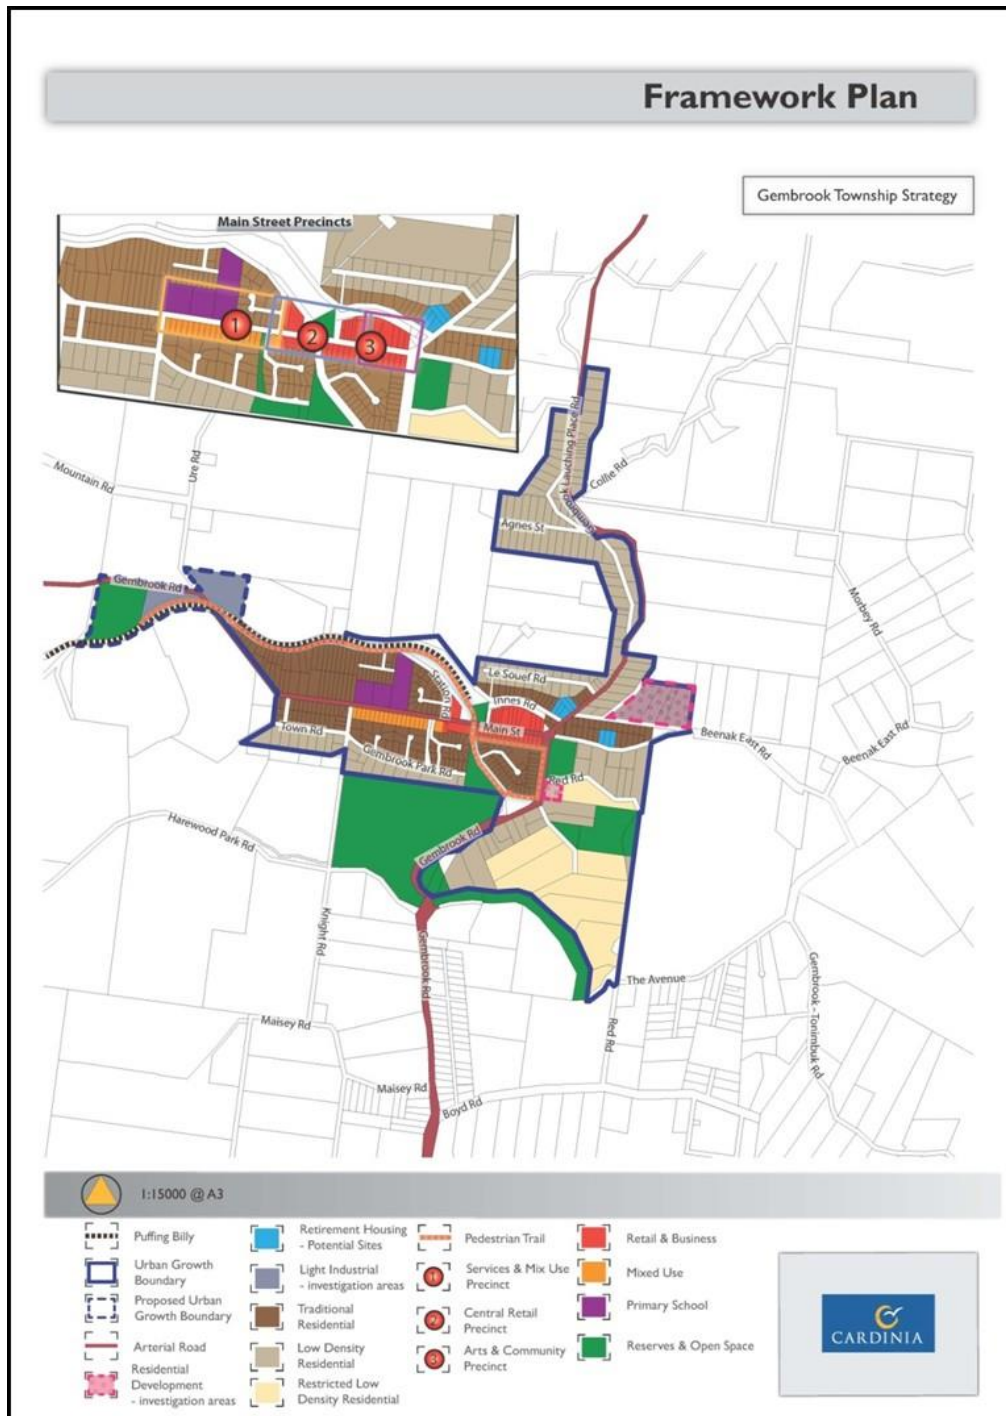 Framework Plan
Gembrook Township Strategy
Main Street Precincts
1
2
3
Mountain Rd
Ure Rd
Gembrook Lauching Place Rd
Collie Rd
Agnes St
Gembrook Rd
Morbey Rd
Le Souef Rd
Station Rd
Innes Rd
Main St
Town Rd
Beenak East Rd
Beenak East Rd
Gembrook Park Rd
Red Rd
Harewood Park Rd
Gembrook Rd
Knight Rd
Gembrook Rd
The Avenue
Gembrook - Tonimbuk Rd
Red Rd
Maisey Rd
Maisey Rd
Boyd Rd
1:15000 @ A3
Puffing Billy
Urban Growth
Boundary
Proposed Urban
Growth Boundary
Arterial Road
Residential
Development
- investigation areas
Retirement Housing
- Potential Sites
Light Industrial
- investigation areas
Traditional
Residential
Low Density
Residential
Restricted Low
Density Residential
Pedestrian Trail
1
Services & Mix Use
Precinct
2
Central Retail
Precinct
3
Arts & Community
Precinct
Retail & Business
Mixed Use
Primary School
Reserves & Open Space
CARDINIA